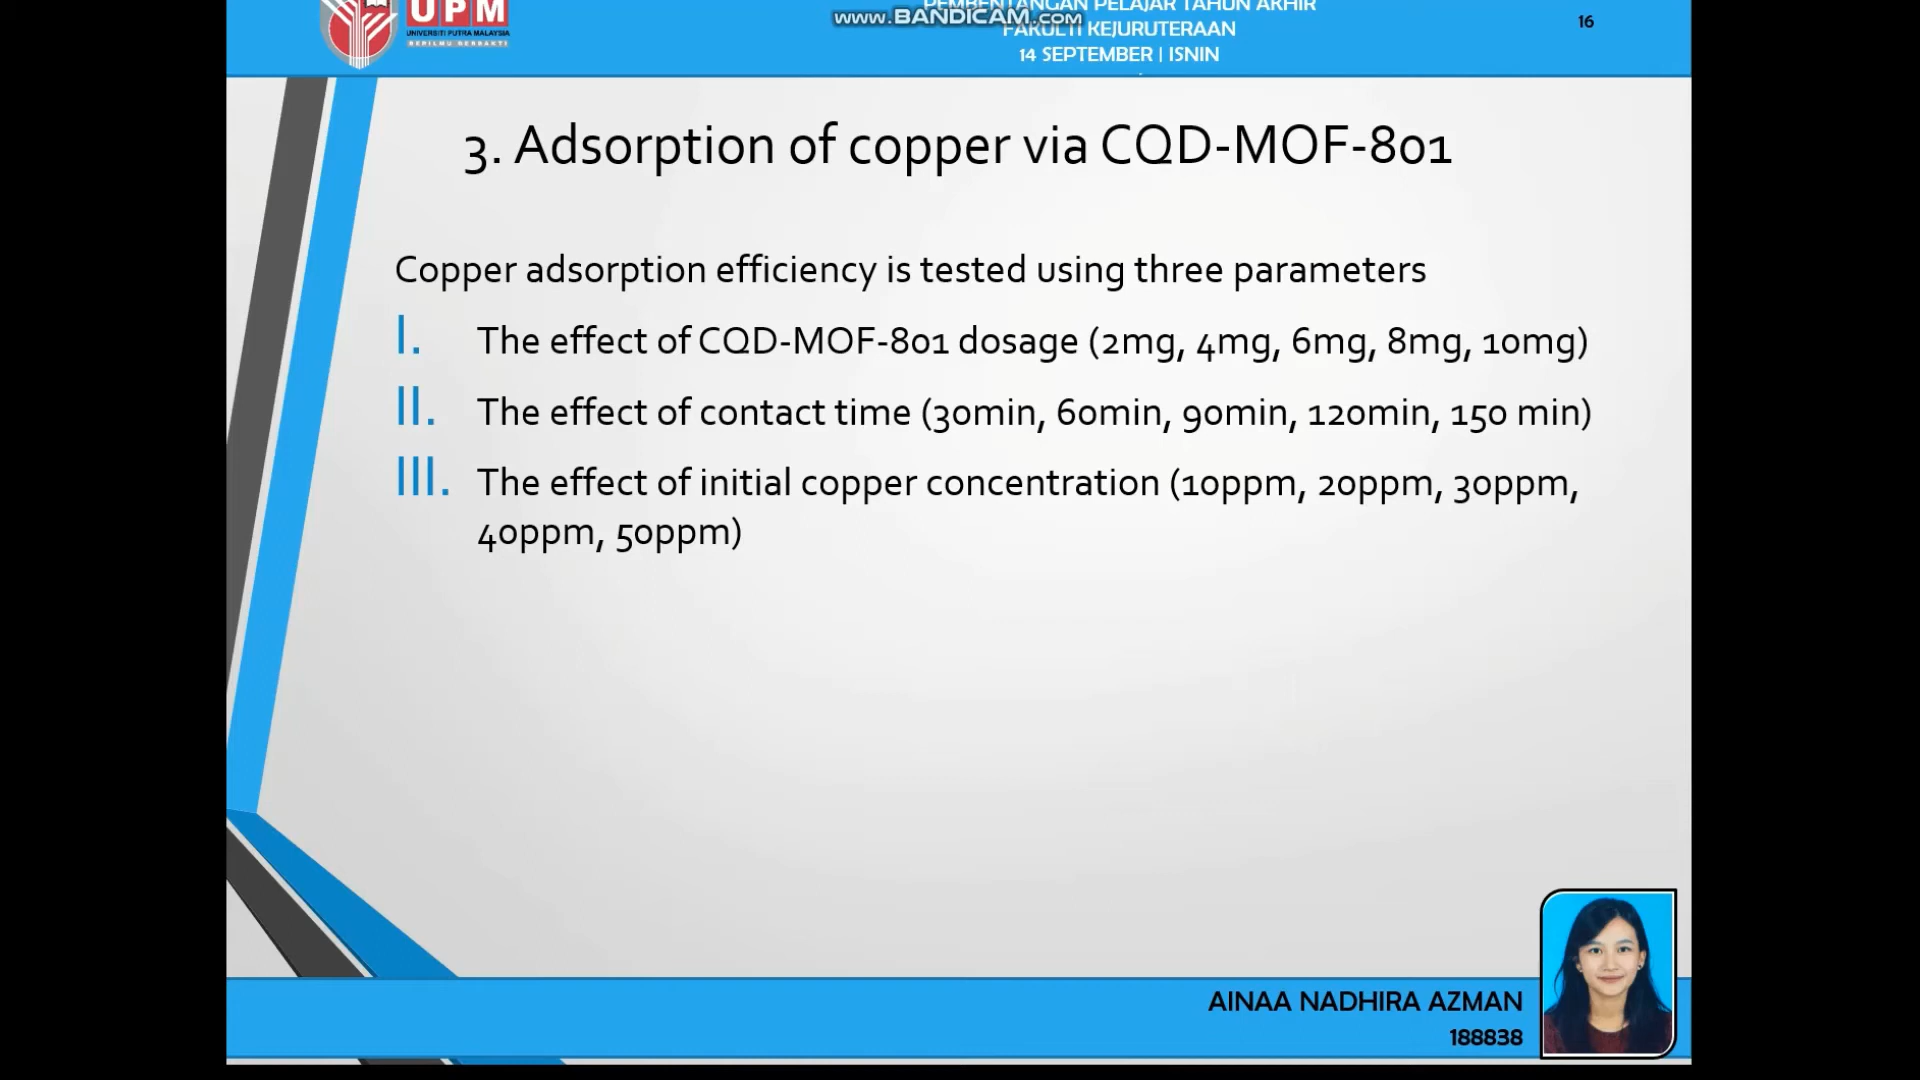 UPM
UNIVERSITI PUTRA MALAYSIA
BERILMU BERBAKTI
www.BANDICAM.com
PEMBENTANGAN PELAJAR TAHUN AKHIR
FAKULTI KEJURUTERAAN
14 SEPTEMBER | ISNIN
16
3. Adsorption of copper via CQD-MOF-801
Copper adsorption efficiency is tested using three parameters
I. The effect of CQD-MOF-801 dosage (2mg, 4mg, 6mg, 8mg, 10mg)
II. The effect of contact time (30min, 60min, 90min, 120min, 150 min)
III. The effect of initial copper concentration (10ppm, 20ppm, 30ppm,
40ppm, 50ppm)
AINAA NADHIRA AZMAN
188838